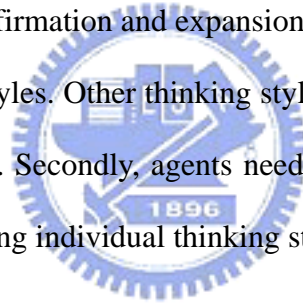 firmation and expansion
yles. Other thinking styl
. Secondly, agents need
1896
ng individual thinking st